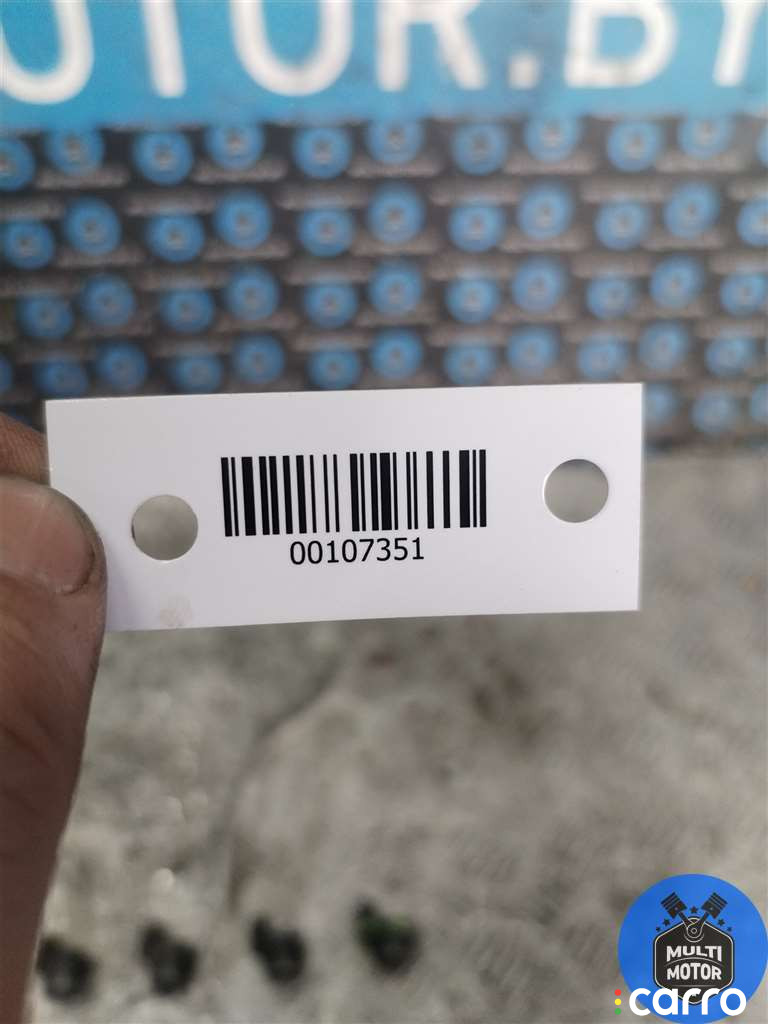 OTOR.BY
00107351
MULTI
MOTOR
carro